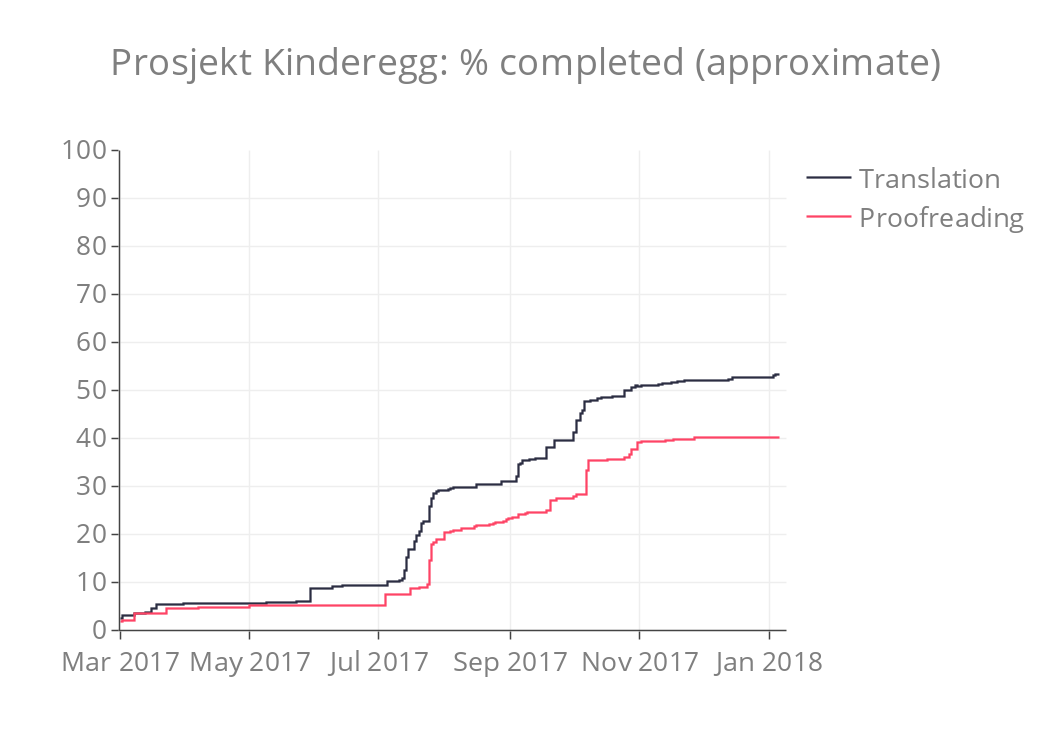 Prosjekt Kinderegg: % completed (approximate)
100
90
80
70
60
50
40
30
20
10
0
Mar 2017 May 2017 Jul 2017 Sep 2017 Nov 2017 Jan 2018
Translation
Proofreading